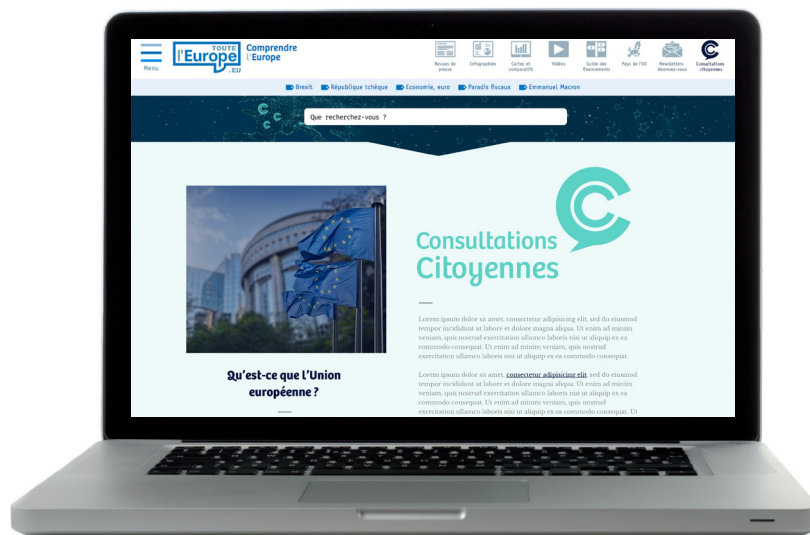 Menu
TOUTE
l'Europe
.EU
Comprendre
l'Europe
Revues de
presse
Infographies
Cartes et
comparatifs
Vidéos
Guide des
financements
Pays de l'UE
Newsletters
Abonnez-vous
Consultations
citoyennes
Brexit
République tchèque
Economie, euro
Paradis fiscaux
Emmanuel Macron
Que recherchez-vous ?
Qu'est-ce que l'Union
européenne ?
Consultations
Citoyennes
Lorem ipsum dolor sit amet, consectetur adipisicing elit, sed do eiusmod
tempor incididunt ut labore et dolore magna aliqua. Ut enim ad minim
veniam, quis nostrud exercitation ullamco laboris nisi ut aliquip ex ea
commodo consequat. Ut enim ad minim veniam, quis nostrud
exercitation ullamco laboris nisi ut aliquip ex ea commodo consequat.
Lorem ipsum dolor sit amet, consectetur adipisicing elit, sed do eiusmod
tempor incididunt ut labore et dolore magna aliqua. Ut enim ad minim
veniam, quis nostrud exercitation ullamco laboris nisi ut aliquip ex ea
commodo consequat. Ut enim ad minim veniam, quis nostrud
exercitation ullamco laboris nisi ut aliquip ex ea commodo consequat. Ut